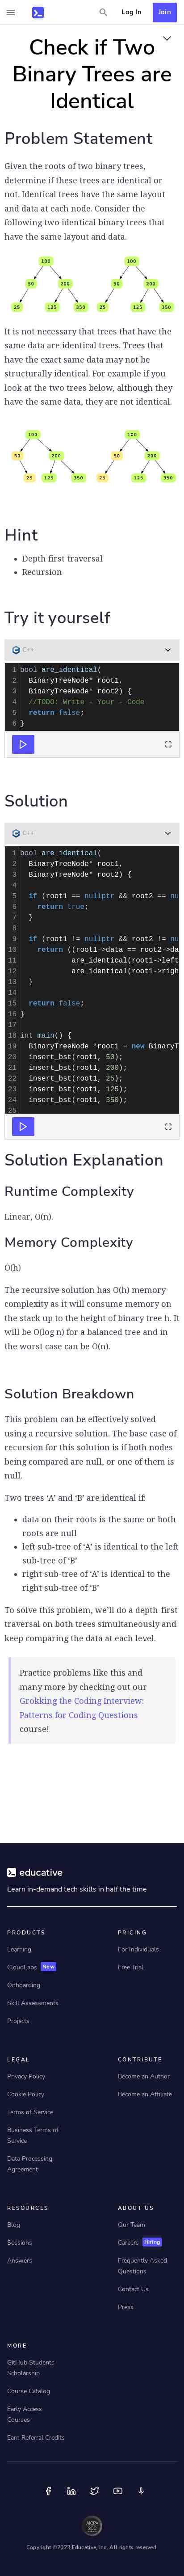 Log In
Join
Check if Two
Binary Trees are
Identical
Problem Statement
Given the roots of two binary trees,
determine if these trees are identical or
not. Identical trees have the same layout
and data at each node. Consider the
following two identical binary trees that
have the same layout and data.
100 100
50 200 50 200
25 125 350 25 125 350
It is not necessary that trees that have the
same data are identical trees. Trees that
have the exact same data may not be
structurally identical. For example if you
look at the two trees below, although they
have the same data, they are not identical.
100 100
50 200 50 200
25 125 350 25 125 350
Hint
Depth first traversal
Recursion
Try it yourself
C++
1 bool are_identical(
2 BinaryTreeNode* root1,
3 BinaryTreeNode* root2) {
4 //TODO: Write - Your - Code
5 return false;
6 }
Solution
C++
1 bool are_identical(
2 BinaryTreeNode* root1,
3 BinaryTreeNode* root2) {
4
5 if (root1 == nullptr && root2 == nu
6 return true;
7 }
8
9 if (root1 != nullptr && root2 != nu
10 return ((root1->data == root2->da
11 are_identical(root1->left
12 are_identical(root1->righ
13 }
14
15 return false;
16 }
17
18 int main() {
19 BinaryTreeNode *root1 = new BinaryT
20 insert_bst(root1, 50);
21 insert_bst(root1, 200);
22 insert_bst(root1, 25);
23 insert_bst(root1, 125);
24 insert_bst(root1, 350);
25
Solution Explanation
Runtime Complexity
Linear, O(n).
Memory Complexity
O(h)
The recursive solution has O(h) memory
complexity as it will consume memory on
the stack up to the height of binary tree h. It
will be O(log n) for a balanced tree and in
the worst case can be O(n).
Solution Breakdown
This problem can be effectively solved
using a recursive solution. The base case of
recursion for this solution is if both nodes
being compared are null, or one of them is
null.
Two trees ‘A’ and ‘B’ are identical if:
data on their roots is the same or both
roots are null
left sub-tree of ‘A’ is identical to the left
sub-tree of ‘B’
right sub-tree of ‘A’ is identical to the
right sub-tree of ‘B’
To solve this problem, we’ll do a depth-first
traversal on both trees simultaneously and
keep comparing the data at each level.
Practice problems like this and
many more by checking out our
Grokking the Coding Interview:
Patterns for Coding Questions
course!
educative
Learn in-demand tech skills in half the time
PRODUCTS
Learning
CloudLabs New
Onboarding
Skill Assessments
Projects
PRICING
For Individuals
Free Trial
LEGAL
Privacy Policy
Cookie Policy
Terms of Service
Business Terms of
Service
Data Processing
Agreement
CONTRIBUTE
Become an Author
Become an Affiliate
RESOURCES
Blog
Sessions
Answers
ABOUT US
Our Team
Careers Hiring
Frequently Asked
Questions
Contact Us
Press
MORE
GitHub Students
Scholarship
Course Catalog
Early Access
Courses
Earn Referral Credits
AICPA
SOC
Copyright ©2023 Educative, Inc. All rights reserved.